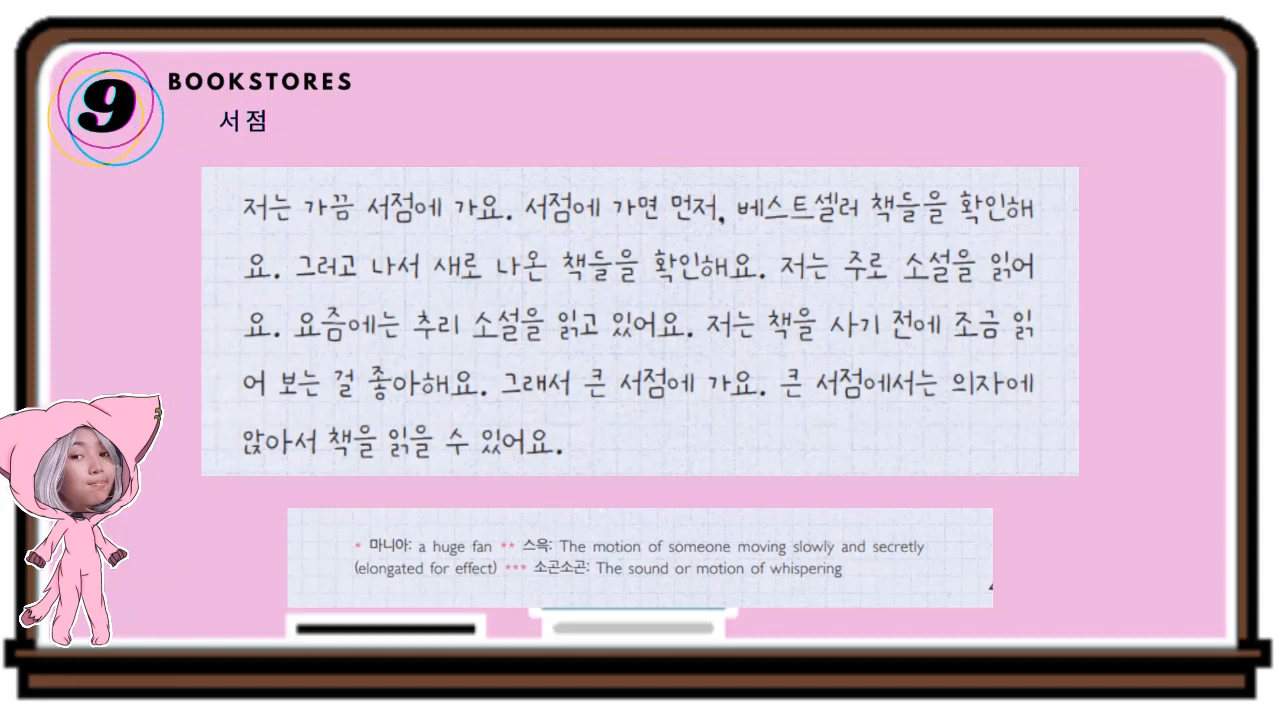 9
BOOKSTORES
서점
저는 가끔 서점에 가요. 서점에 가면 먼저, 베스트셀러 책들을 확인해
요. 그러고 나서 새로 나온 책들을 확인해요. 저는 주로 소설을 읽어
요. 요즘에는 추리 소설을 읽고 있어요. 저는 책을 사기 전에 조금 읽
어 보는 걸 좋아해요. 그래서 큰 서점에 가요. 큰 서점에서는 의자에
앉아서 책을 읽을 수 있어요.
* 마니아: a huge fan ** 스윽: The motion of someone moving slowly and secretly
(elongated for effect) *** 소곤소곤: The sound or motion of whispering